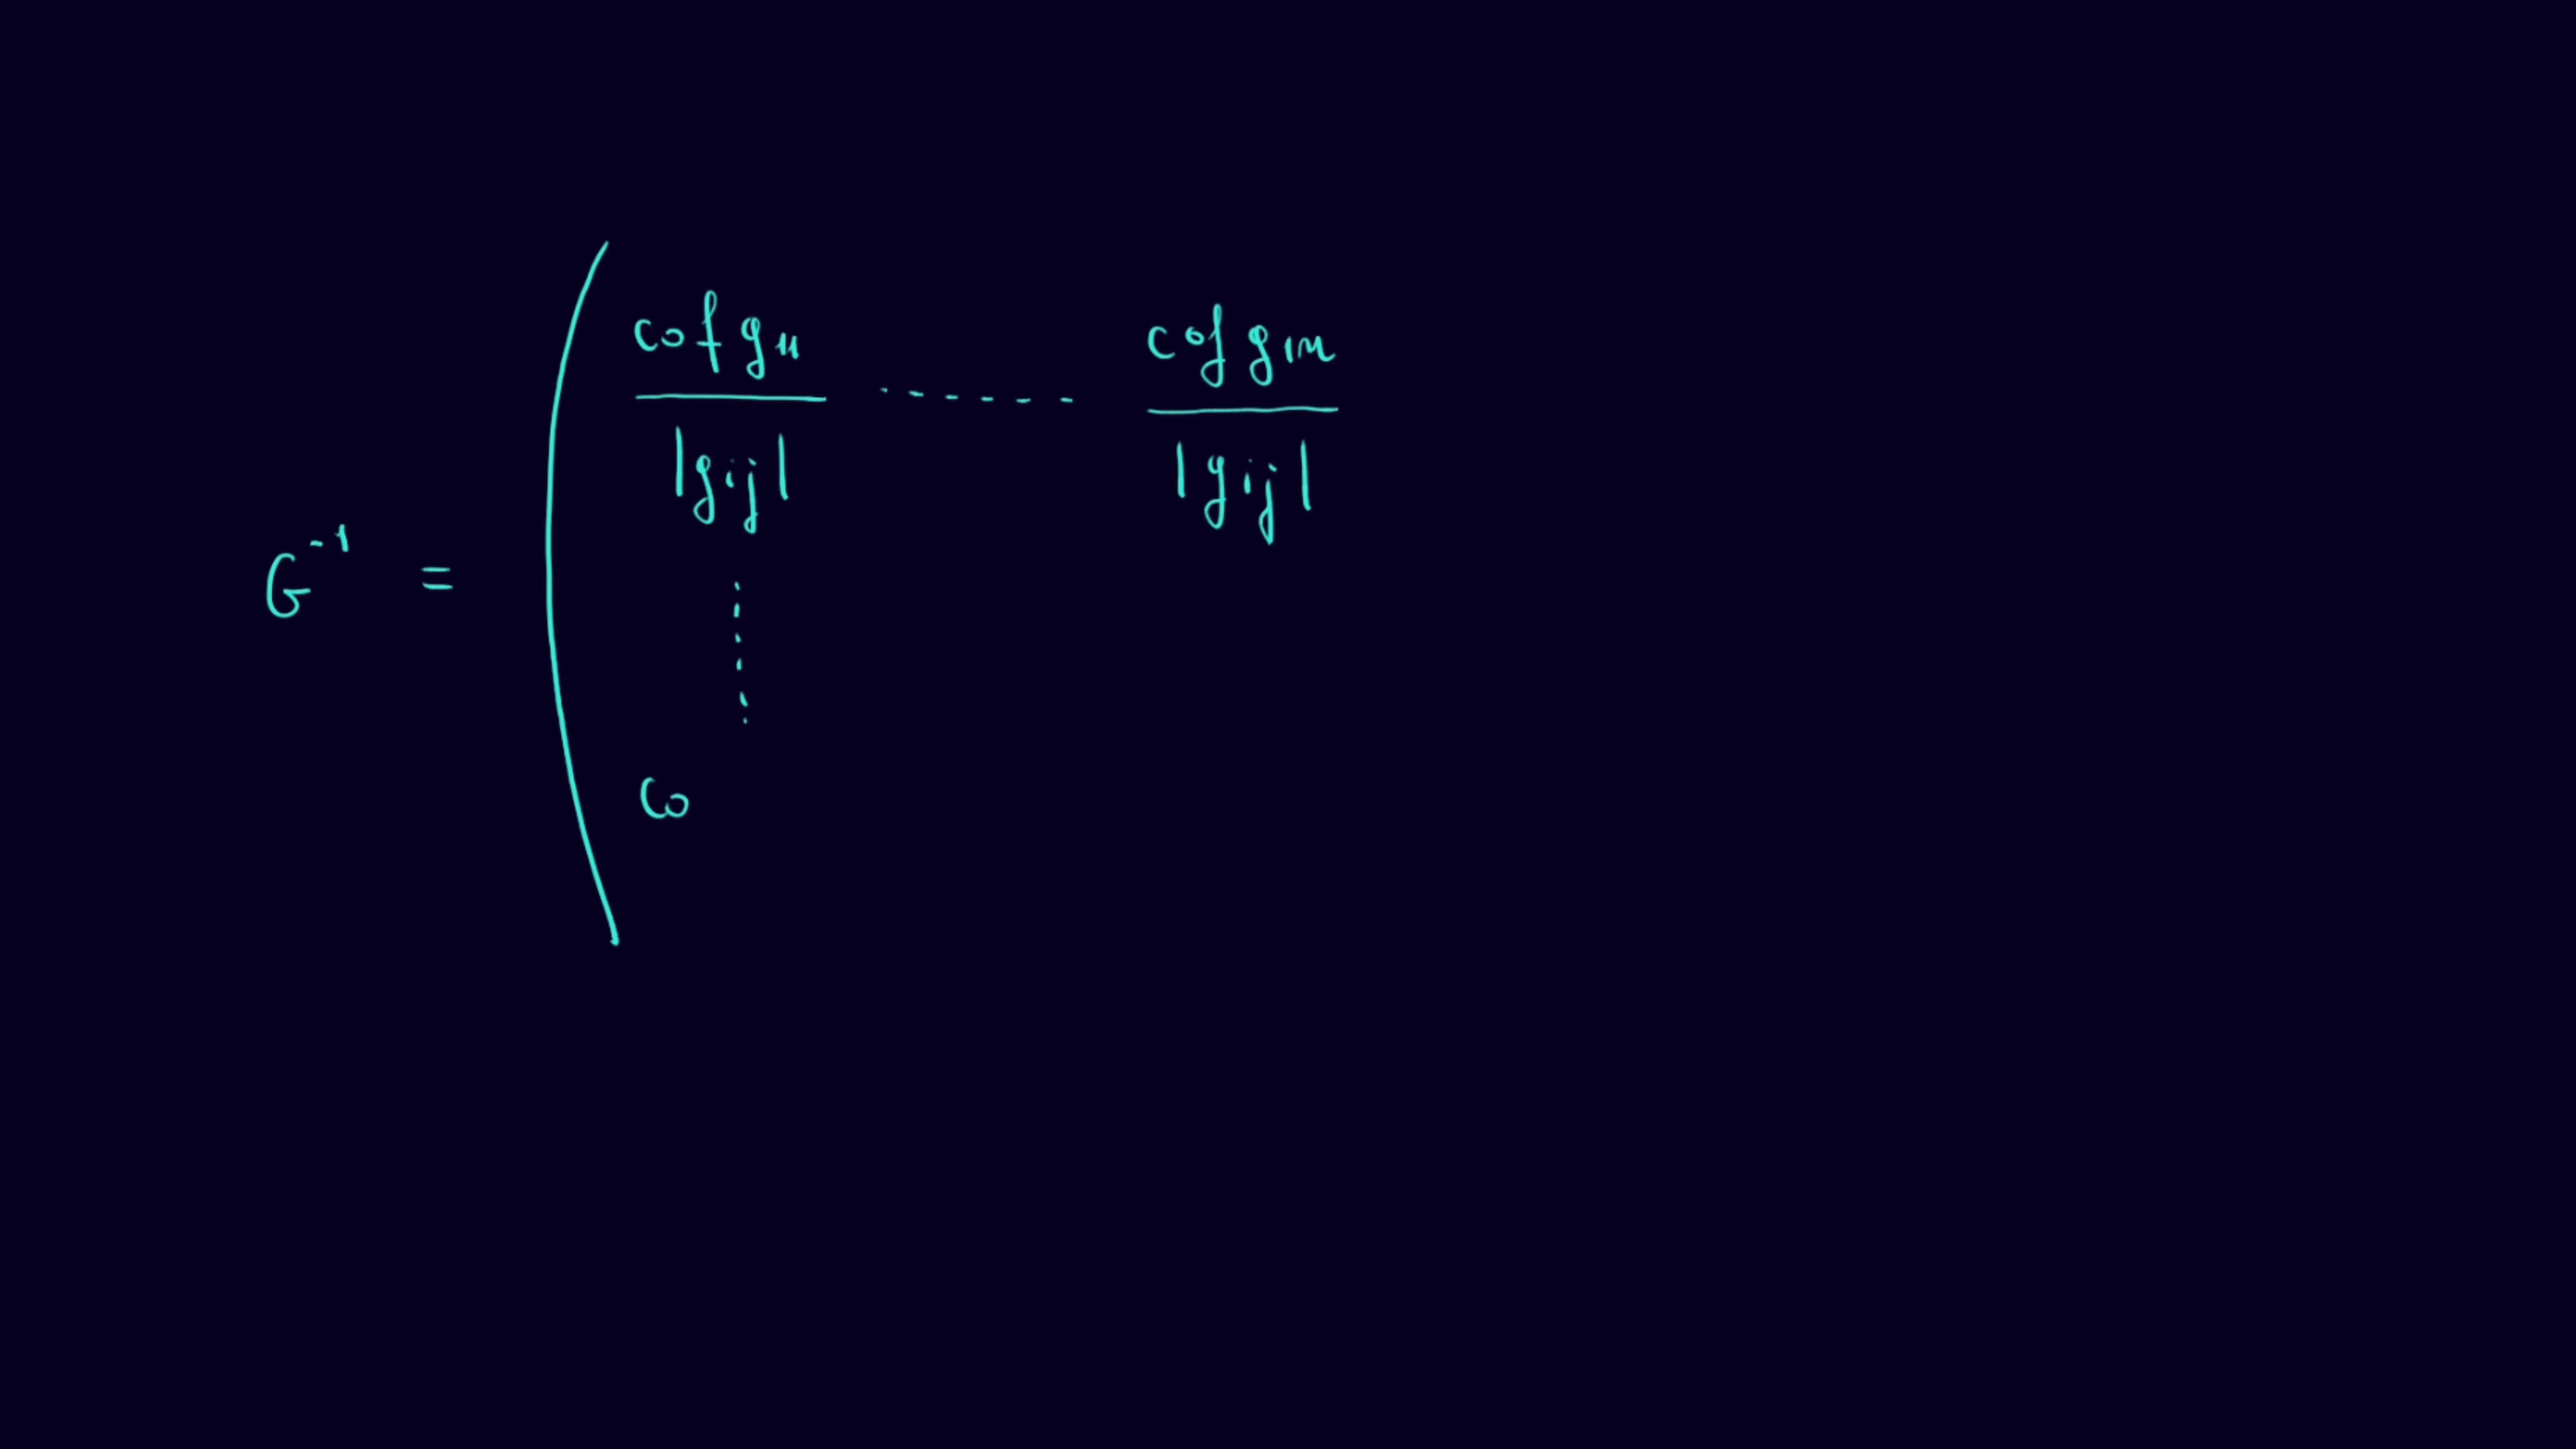 cof g₁₁ ...... cof g₁ₙ
|gij| |gij|
G⁻¹ = (
co